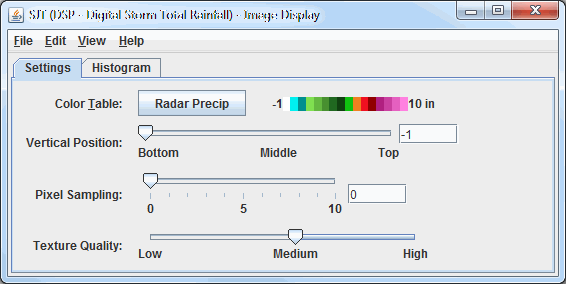 SJT (DSP - Digital Storm Total Rainfall) - Image Display
File Edit View Help
Settings Histogram
Color Table: Radar Precip -1 10 in
Vertical Position: -1
Bottom Middle Top
Pixel Sampling: 0
0 5 10
Texture Quality:
Low Medium High